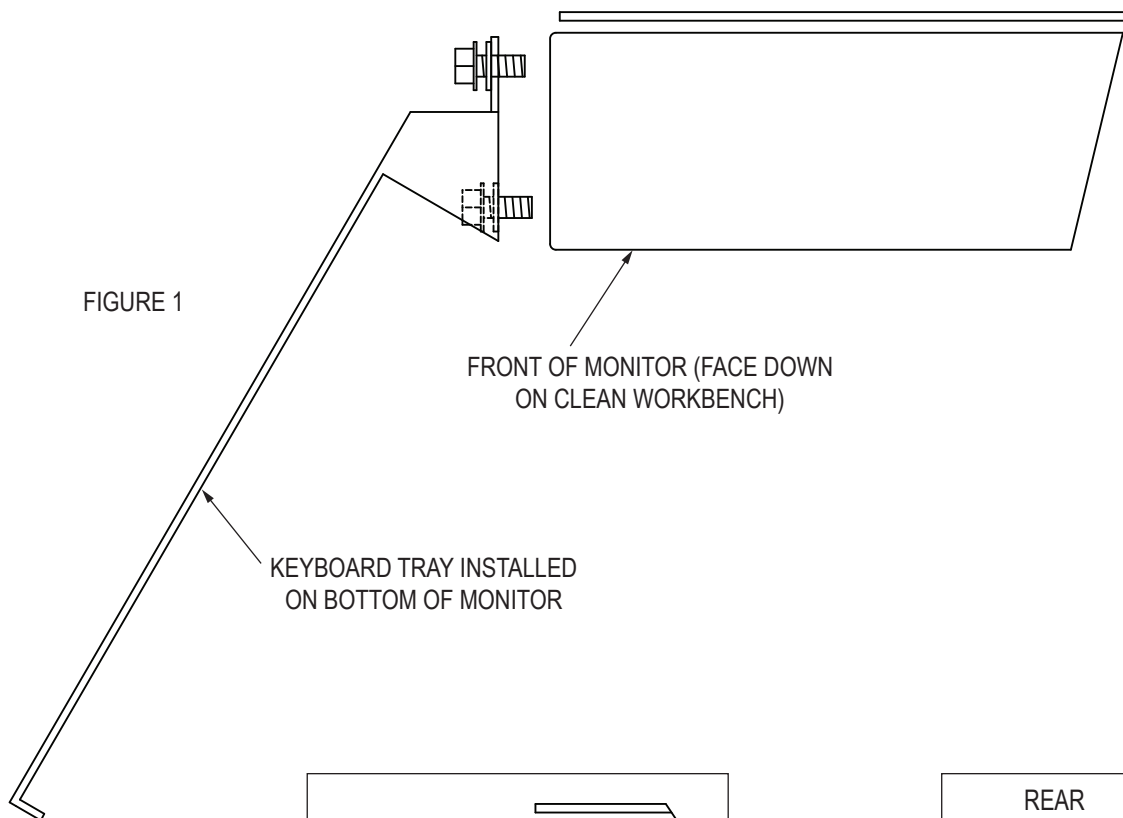 FIGURE 1
FRONT OF MONITOR (FACE DOWN
ON CLEAN WORKBENCH)
KEYBOARD TRAY INSTALLED
ON BOTTOM OF MONITOR
REAR